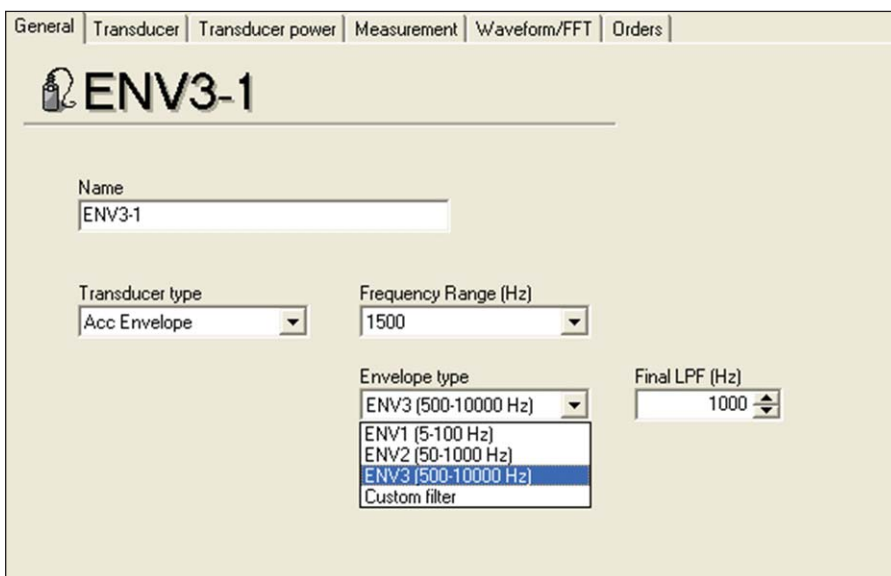 General Transducer Transducer power Measurement Waveform/FFT Orders
ENV3-1
Name
ENV3-1
Transducer type Frequency Range (Hz)
Acc Envelope 1500
Envelope type Final LPF (Hz)
ENV3 (500-10000 Hz) 1000
ENV1 (5-100 Hz)
ENV2 (50-1000 Hz)
ENV3 (500-10000 Hz)
Custom filter